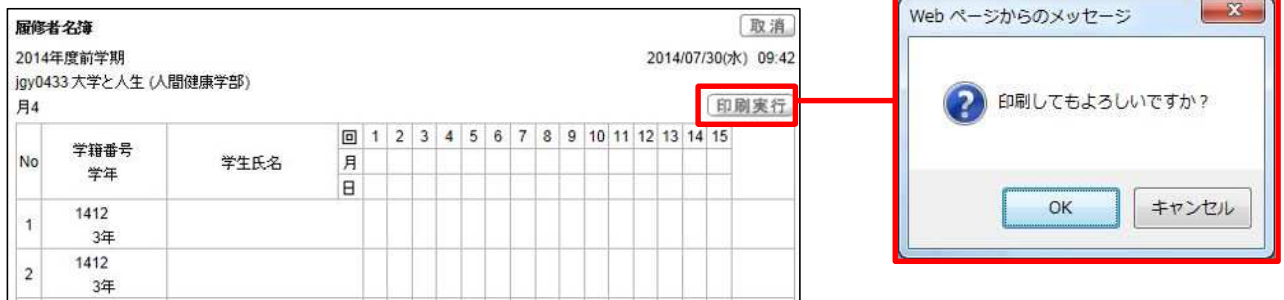 履修者名簿 取消
2014年度前学期 2014/07/30(水) 09:42
jgy0433 大学と人生 (人間健康学部)
月4 印刷実行
No 学籍番号 学年 学生氏名 回 1 2 3 4 5 6 7 8 9 10 11 12 13 14 15
月
日
1 1412
3年
2 1412
3年
Web ページからのメッセージ
印刷してもよろしいですか?
OK キャンセル